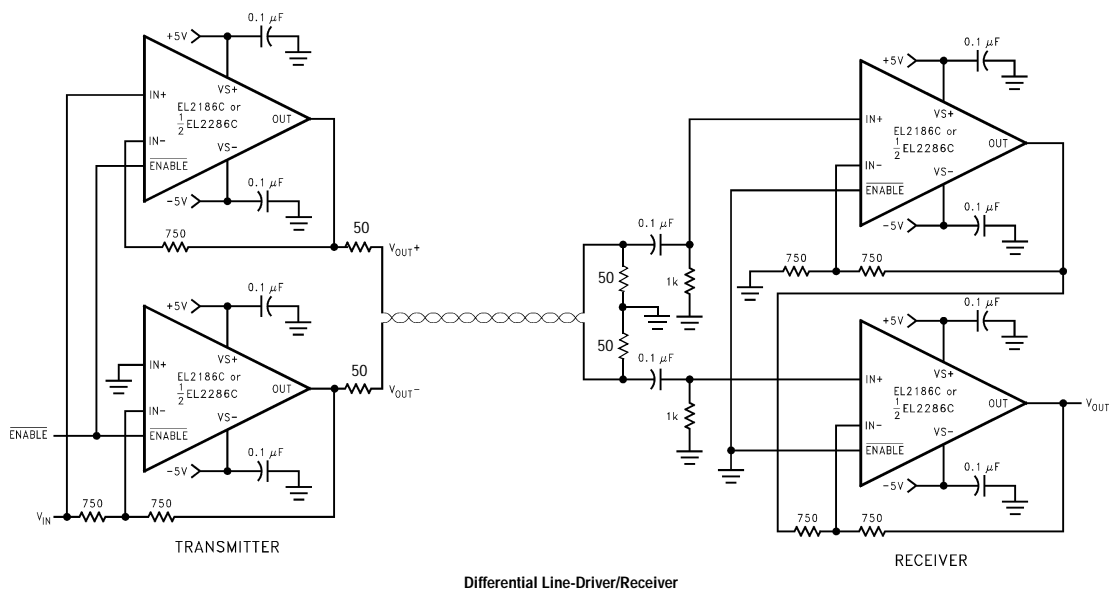 0.1 µF
+5V
VS+
IN+
EL2186C or
1/2 EL2286C
OUT
IN-
VS-
ENABLE
0.1 µF
-5V
750
50
VOUT+
0.1 µF
+5V
VS+
IN+
EL2186C or
1/2 EL2286C
OUT
50
VOUT-
IN-
VS-
ENABLE
ENABLE
0.1 µF
-5V
VIN
750
750
TRANSMITTER
0.1 µF
50
1k
50
0.1 µF
1k
0.1 µF
+5V
VS+
IN+
EL2186C or
1/2 EL2286C
OUT
IN-
VS-
ENABLE
0.1 µF
-5V
750
750
0.1 µF
+5V
VS+
IN+
EL2186C or
1/2 EL2286C
OUT
VOUT
IN-
VS-
ENABLE
0.1 µF
-5V
750
750
RECEIVER
Differential Line-Driver/Receiver